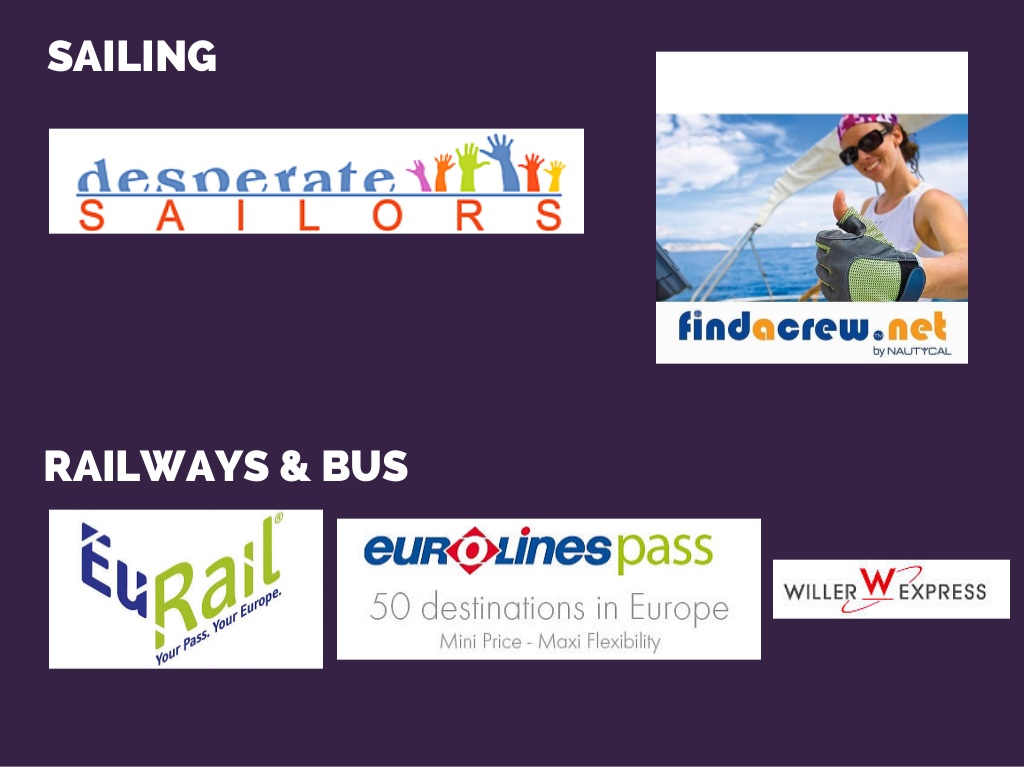 SAILING
desperate
SAILORS
findacrew™.net
by NAUTYCAL
RAILWAYS & BUS
EuRail®
Your Pass. Your Europe.
eurolines pass
50 destinations in Europe
Mini Price - Maxi Flexibility
WILLER W EXPRESS